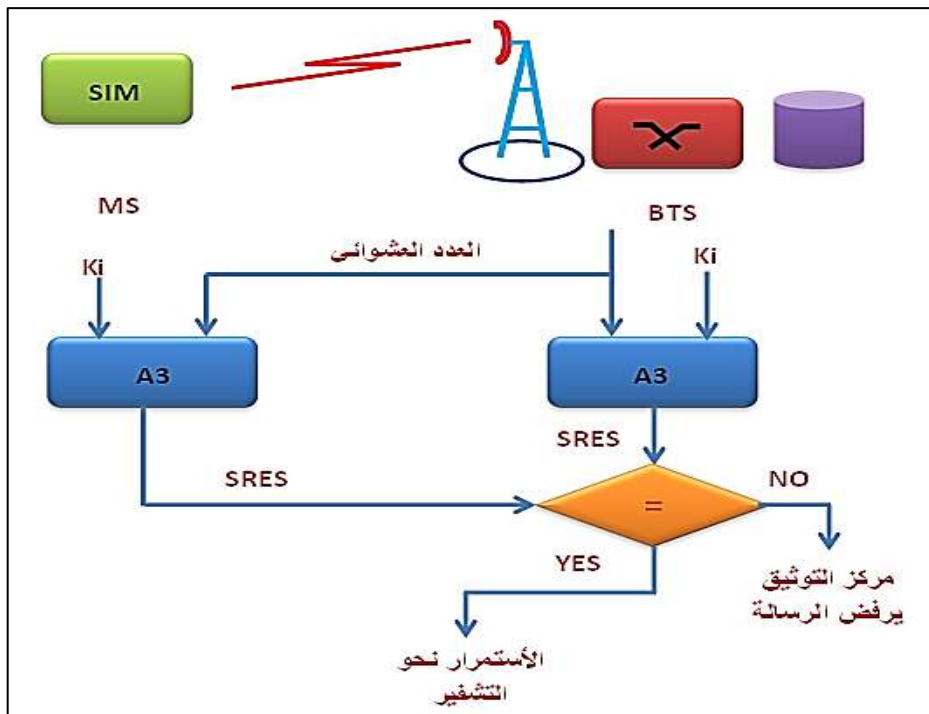 SIM
MS
BTS
العدد العشوائي
Ki
Ki
A3
A3
SRES
SRES
=
NO
YES
مركز التوثيق
يرفض الرسالة
الأستمرار نحو
التشفير